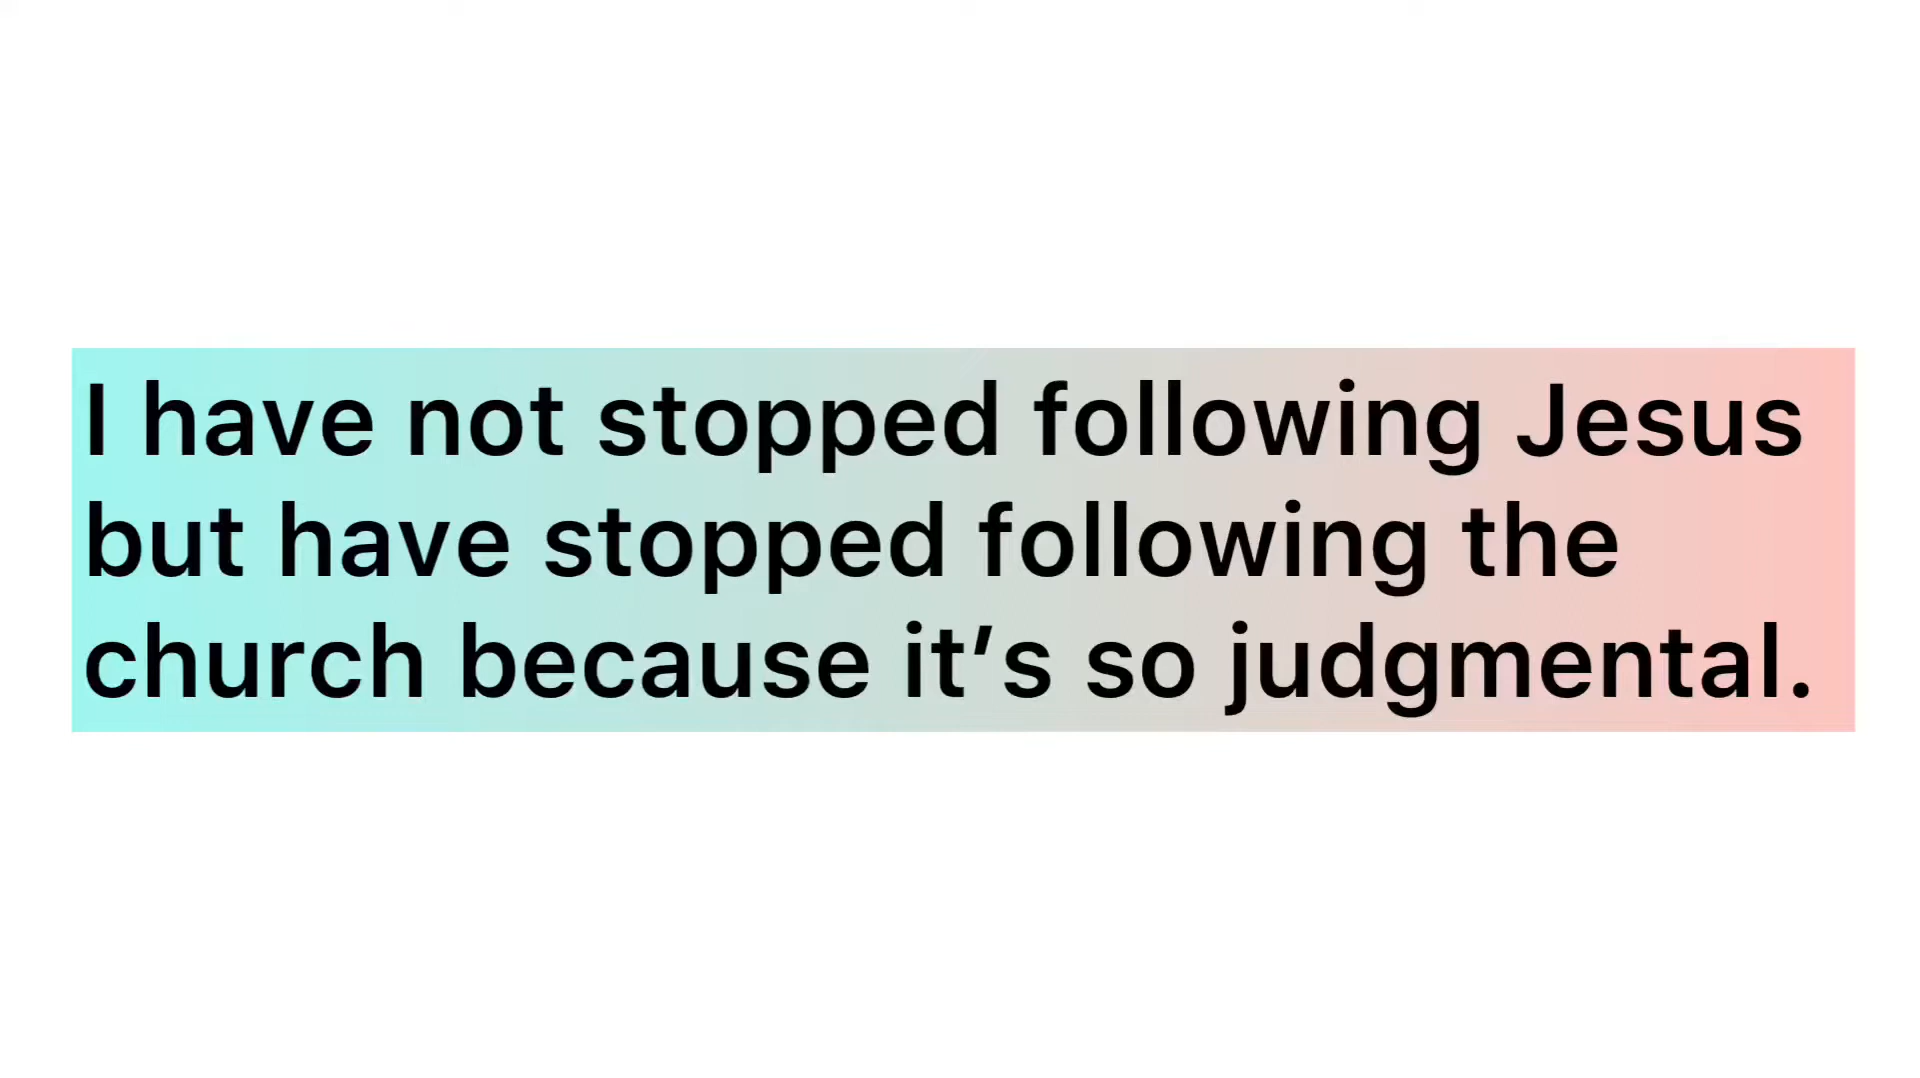 I have not stopped following Jesus
but have stopped following the
church because it’s so judgmental.